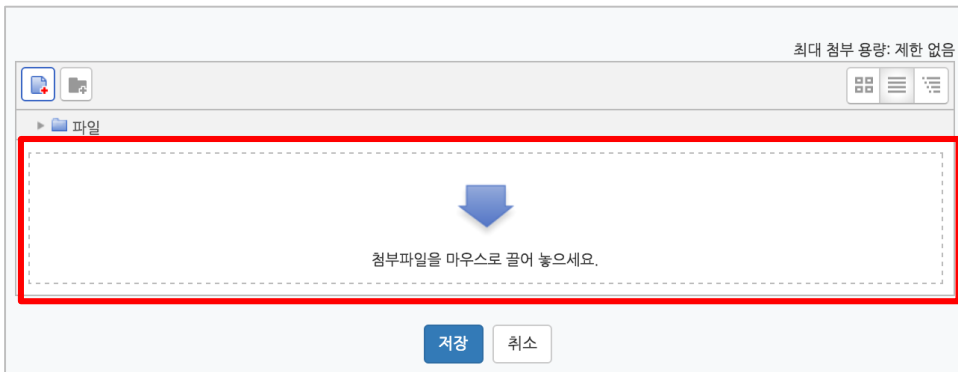 최대 첨부 용량: 제한 없음
파일
첨부파일을 마우스로 끌어 놓으세요.
저장 취소